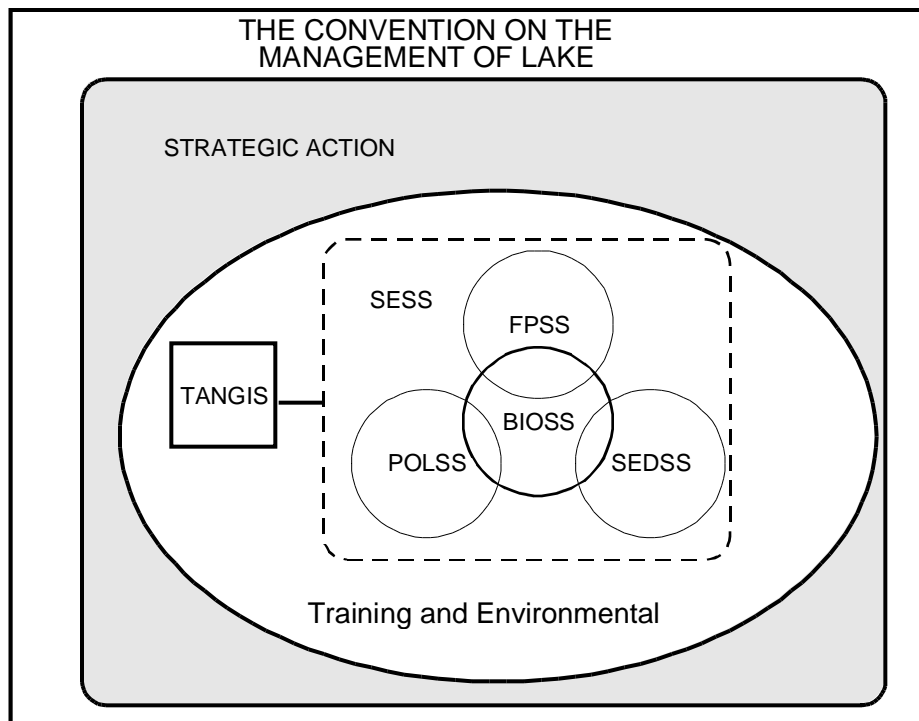 THE CONVENTION ON THE
MANAGEMENT OF LAKE
STRATEGIC ACTION
SESS
FPSS
TANGIS
BIOSS
POLSS
SEDSS
Training and Environmental